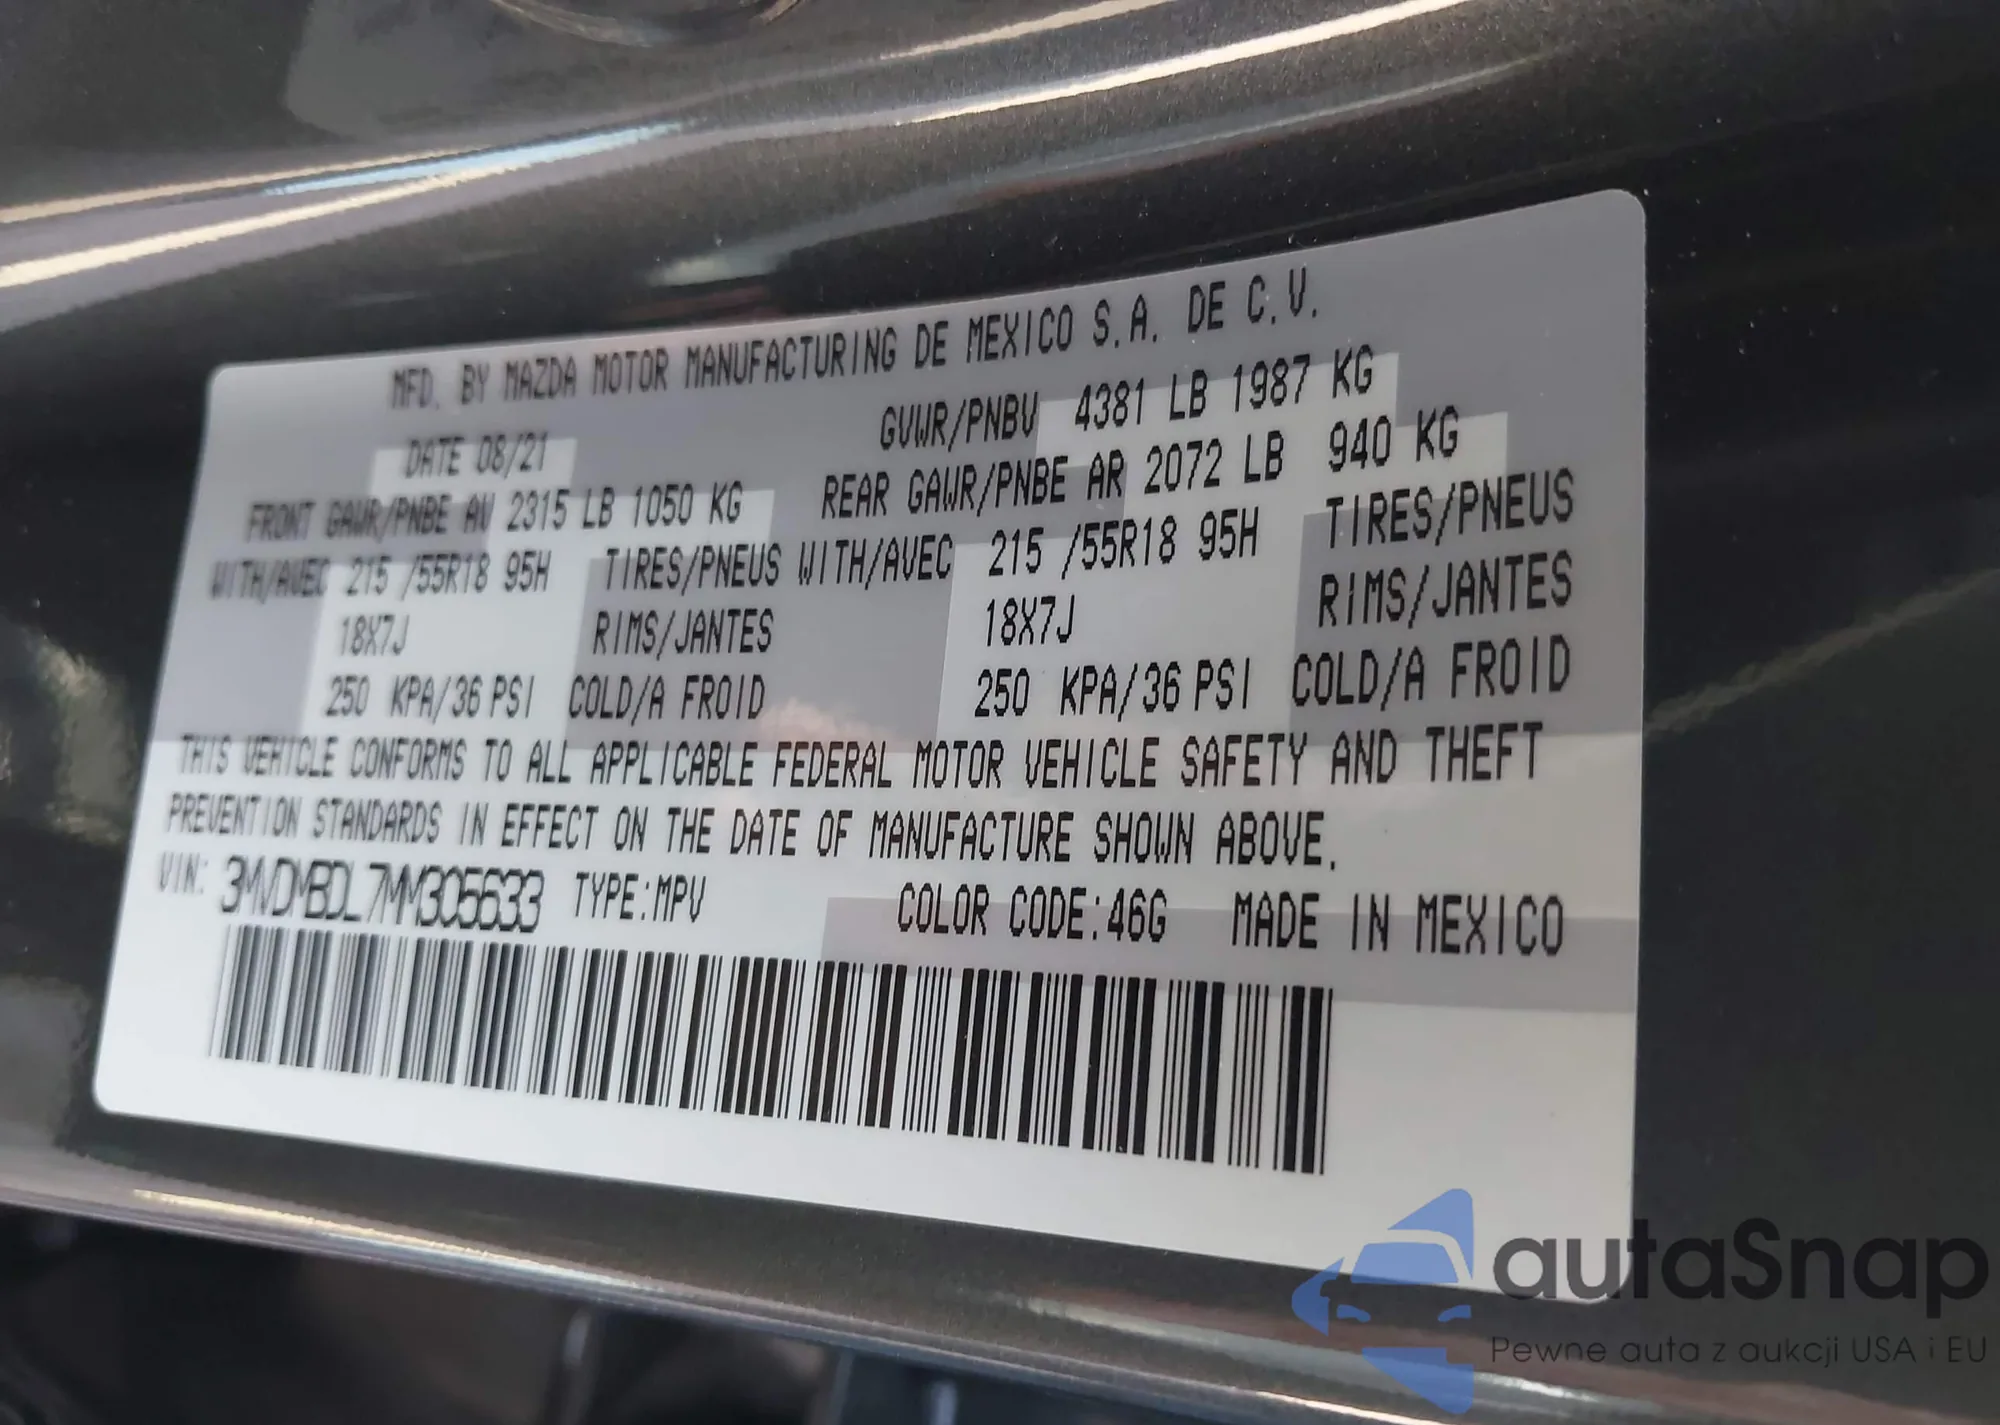 MFD. BY MAZDA MOTOR MANUFACTURING DE MEXICO S.A. DE C.V.
DATE 08/21 GVWR/PNBV 4381 LB 1987 KG
FRONT GAWR/PNBE AV 2315 LB 1050 KG REAR GAWR/PNBE AR 2072 LB 940 KG
WITH/AVEC 215 /55R18 95H TIRES/PNEUS WITH/AVEC 215 /55R18 95H TIRES/PNEUS
18X7J RIMS/JANTES 18X7J RIMS/JANTES
250 KPA/36 PSI COLD/A FROID 250 KPA/36 PSI COLD/A FROID
THIS VEHICLE CONFORMS TO ALL APPLICABLE FEDERAL MOTOR VEHICLE SAFETY AND THEFT
PREVENTION STANDARDS IN EFFECT ON THE DATE OF MANUFACTURE SHOWN ABOVE.
VIN: 3MVDMBDL7MM305633 TYPE:MPV COLOR CODE:46G MADE IN MEXICO
autaSnap
Pewne auta z aukcji USA i EU